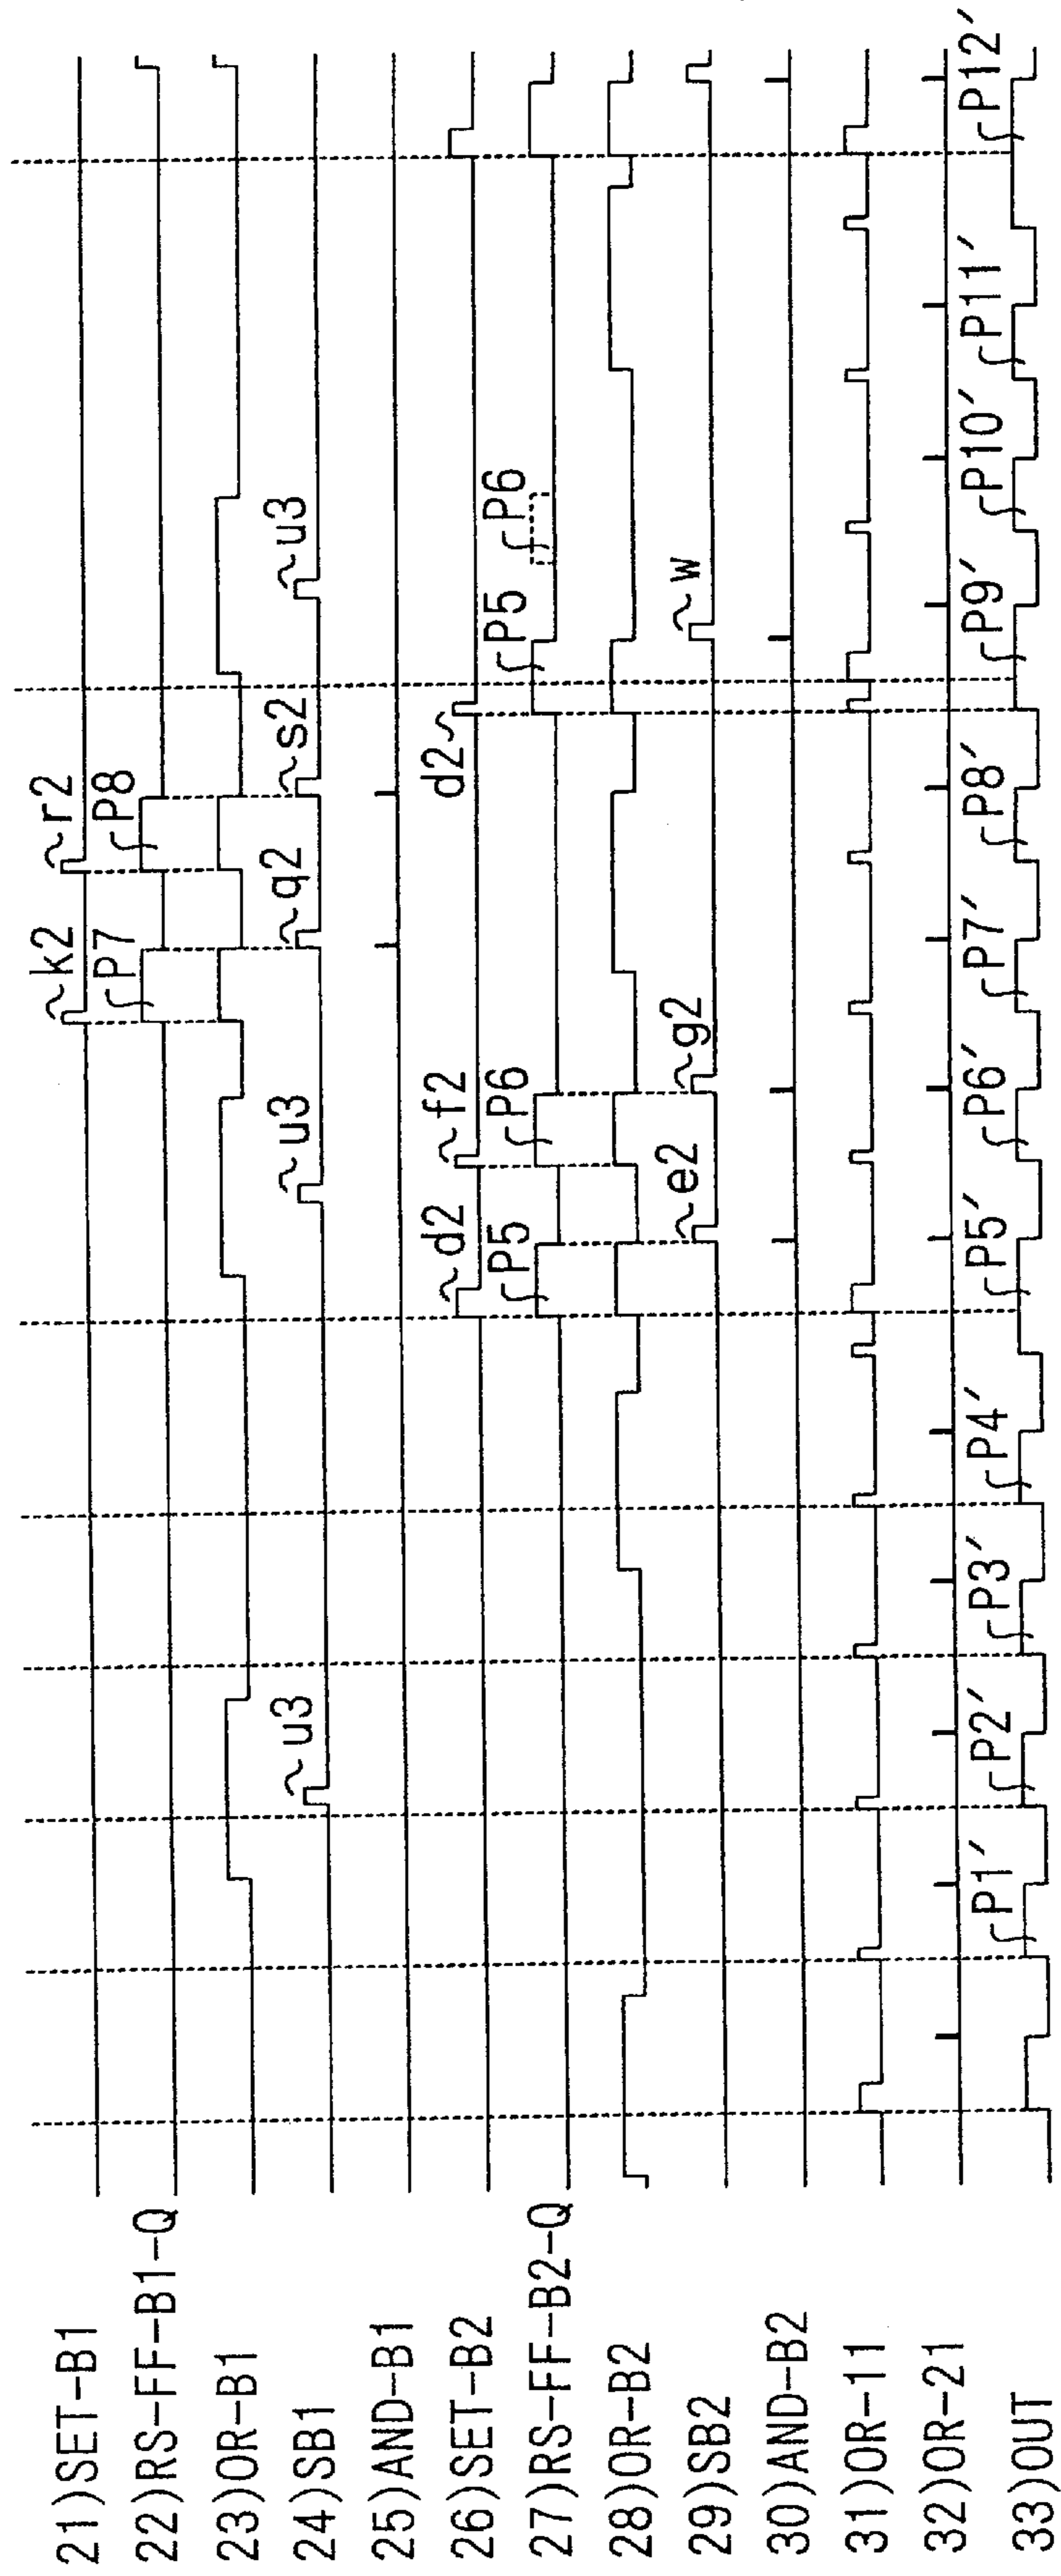 21)SET-B1
k2
r2
22)RS-FF-B1-Q
P7
P8
23)OR-B1
24)SB1
u3
u3
q2
s2
u3
25)AND-B1
26)SET-B2
d2
f2
d2
27)RS-FF-B2-Q
P5
P6
P5
P6
28)OR-B2
29)SB2
e2
g2
w
30)AND-B2
31)OR-11
32)OR-21
33)OUT
P1′
P2′
P3′
P4′
P5′
P6′
P7′
P8′
P9′
P10′
P11′
P12′